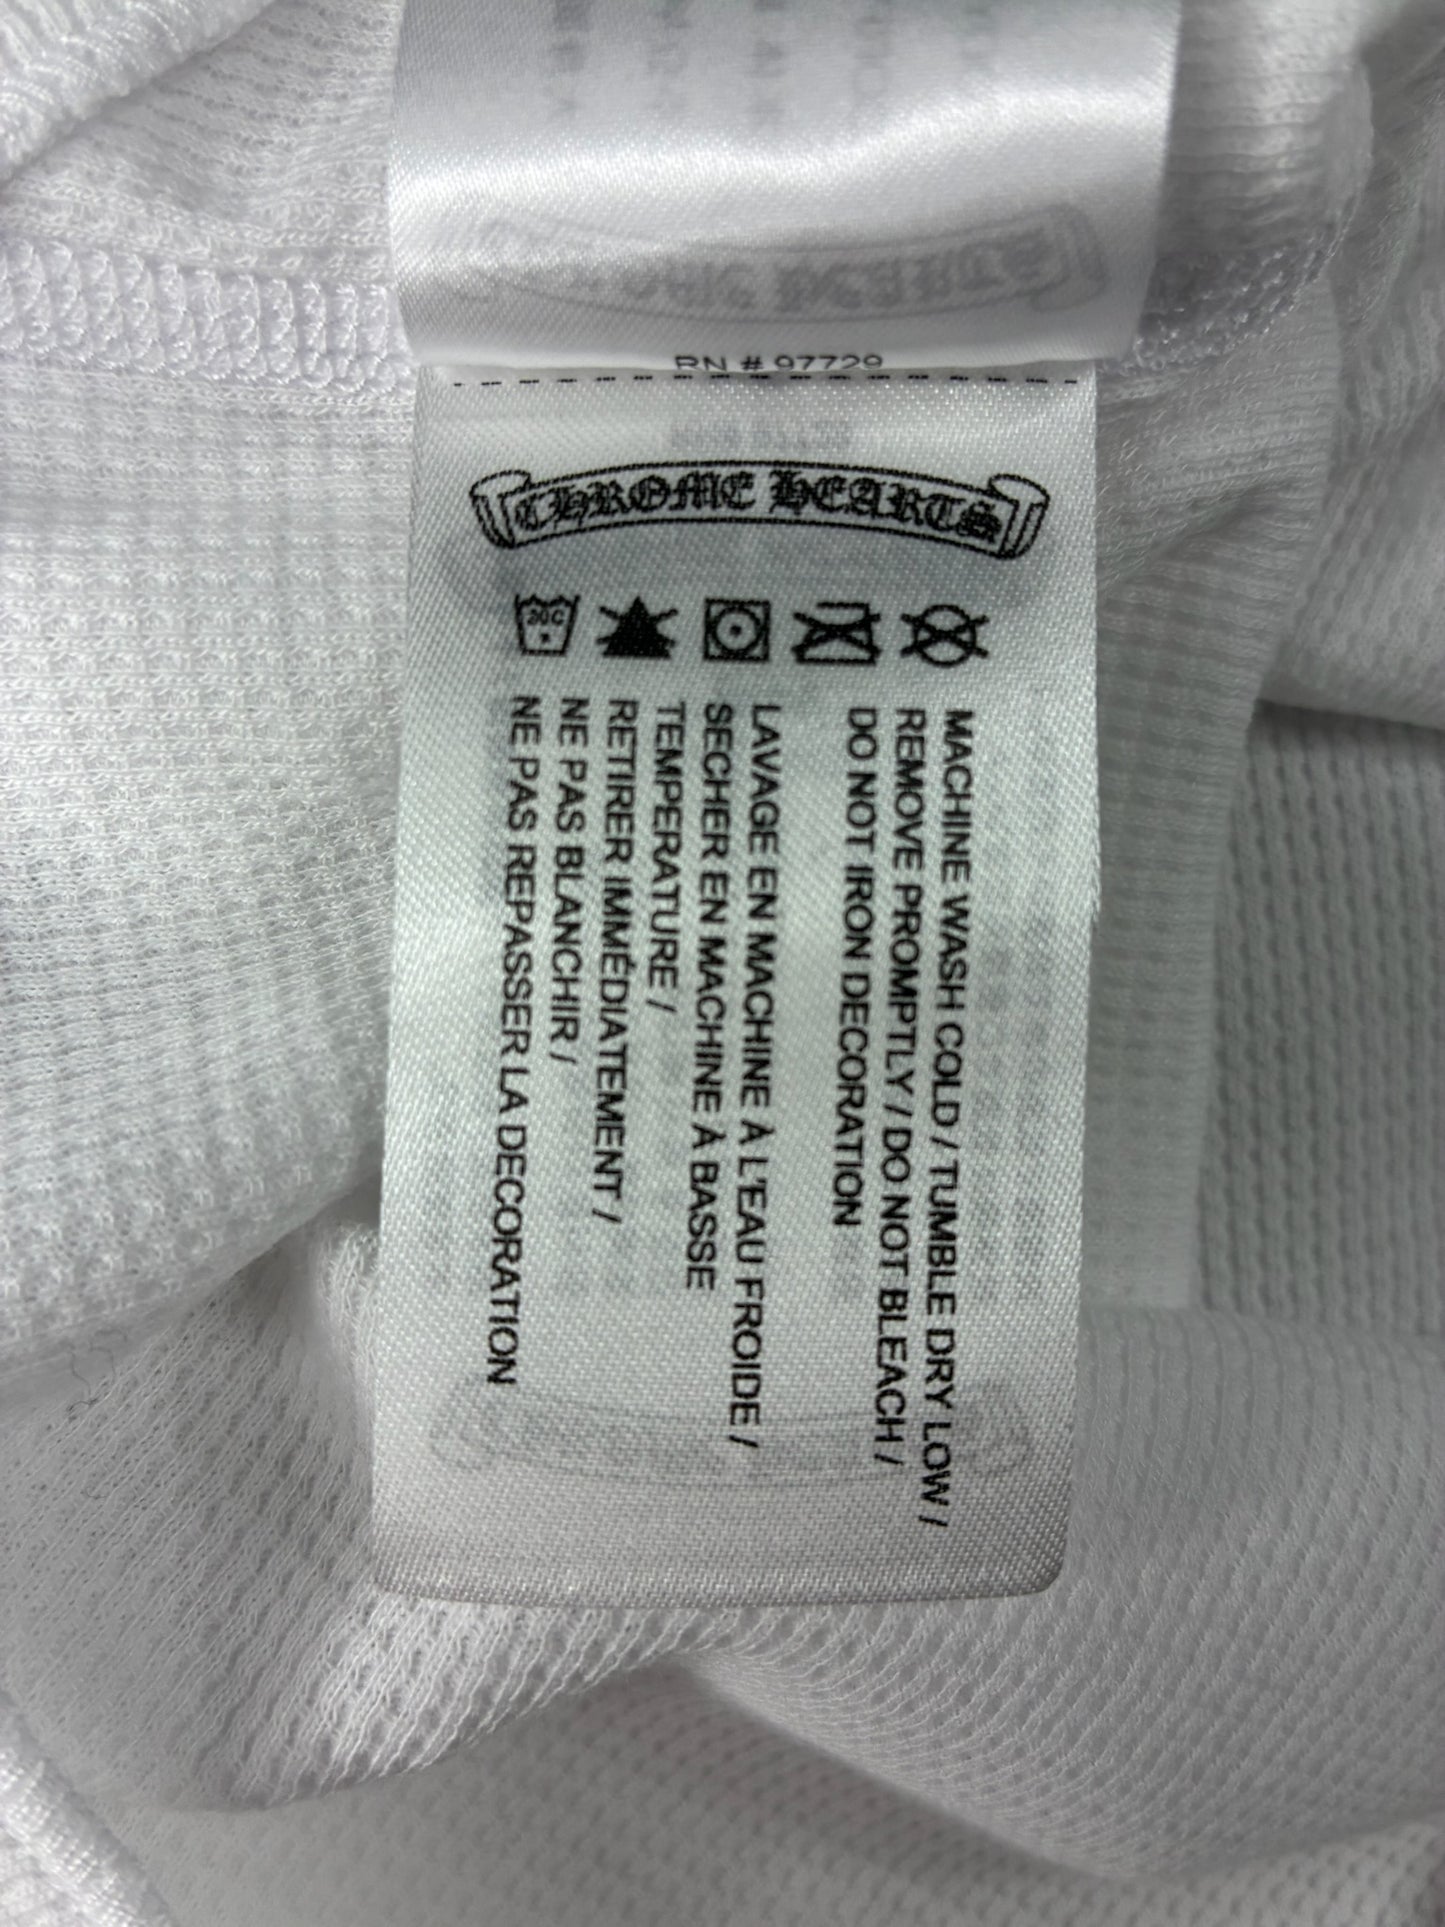 RN # 97729
CHROME HEARTS
30C
MACHINE WASH COLD / TUMBLE DRY LOW /
REMOVE PROMPTLY / DO NOT BLEACH /
DO NOT IRON DECORATION
LAVAGE EN MACHINE À L'EAU FROIDE /
SECHER EN MACHINE À BASSE
TEMPERATURE /
RETIRER IMMÉDIATEMENT /
NE PAS BLANCHIR /
NE PAS REPASSER LA DECORATION